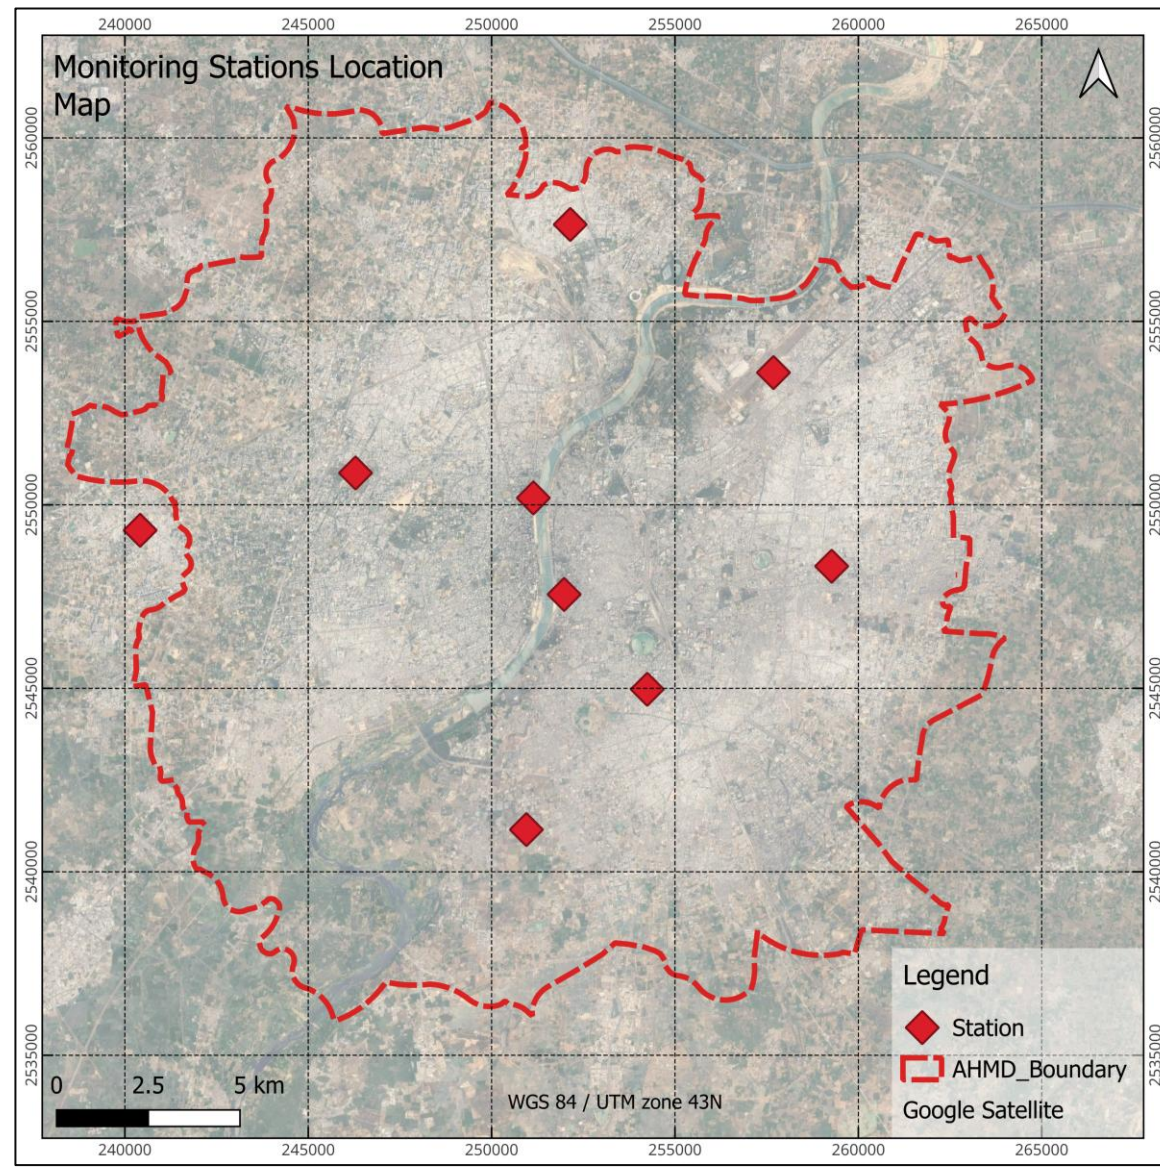 240000 245000 250000 255000 260000 265000
Monitoring Stations Location
Map
2560000 2560000
2555000 2555000
2550000 2550000
2545000 2545000
2540000 2540000
2535000 2535000
Legend
Station
AHMD_Boundary
Google Satellite
0 2.5 5 km
WGS 84 / UTM zone 43N
240000 245000 250000 255000 260000 265000